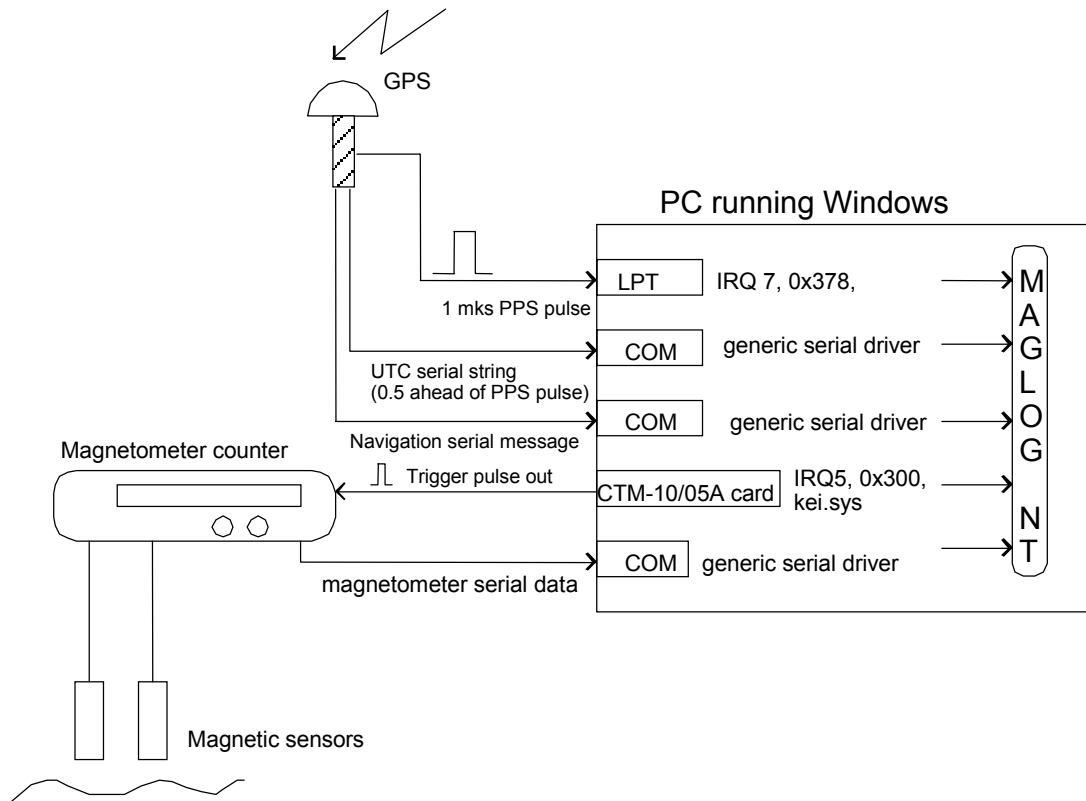 GPS
PC running Windows
LPT
IRQ 7, 0x378,
1 mks PPS pulse
COM
generic serial driver
UTC serial string
(0.5 ahead of PPS pulse)
COM
generic serial driver
Navigation serial message
Magnetometer counter
Trigger pulse out
CTM-10/05A card
IRQ5, 0x300,
kei.sys
COM
generic serial driver
magnetometer serial data
MAGLOG NT
Magnetic sensors